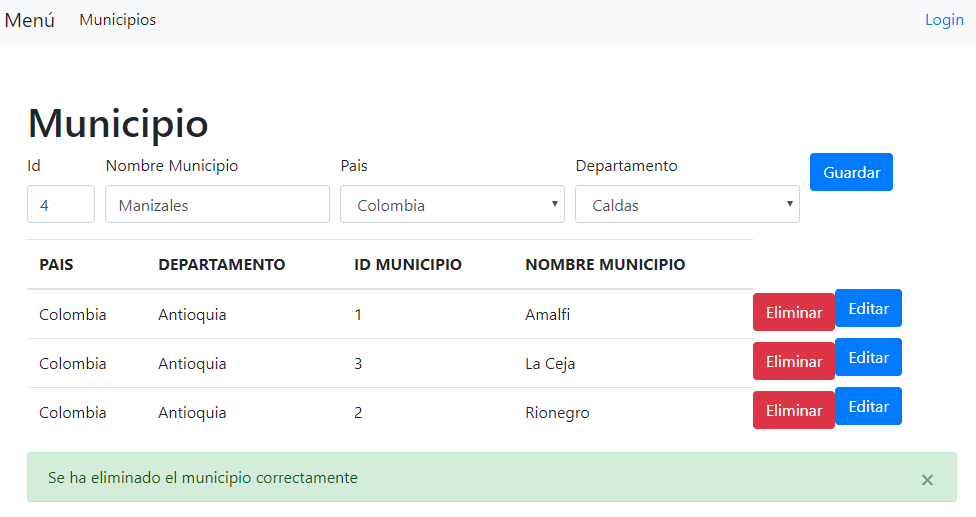 Menú Municipios Login
Municipio
Id Nombre Municipio Pais Departamento Guardar
4 Manizales Colombia Caldas
PAIS DEPARTAMENTO ID MUNICIPIO NOMBRE MUNICIPIO
Colombia Antioquia 1 Amalfi Eliminar Editar
Colombia Antioquia 3 La Ceja Eliminar Editar
Colombia Antioquia 2 Rionegro Eliminar Editar
Se ha eliminado el municipio correctamente ×